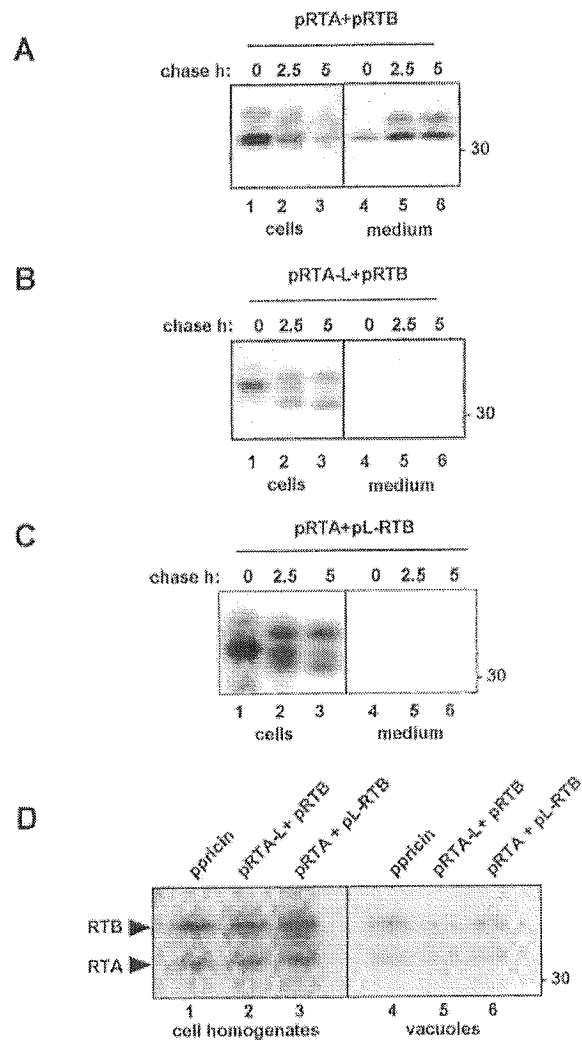 A
pRTA+pRTB
chase h: 0 2.5 5 0 2.5 5
- 30
1 2 3 4 5 6
cells medium
B
pRTA-L+pRTB
chase h: 0 2.5 5 0 2.5 5
- 30
1 2 3 4 5 6
cells medium
C
pRTA+pL-RTB
chase h: 0 2.5 5 0 2.5 5
- 30
1 2 3 4 5 6
cells medium
D
ppricin pRTA-L+ pRTB pRTA + pL-RTB ppricin pRTA-L+ pRTB pRTA + pL-RTB
RTB
RTA
- 30
1 2 3 4 5 6
cell homogenates vacuoles